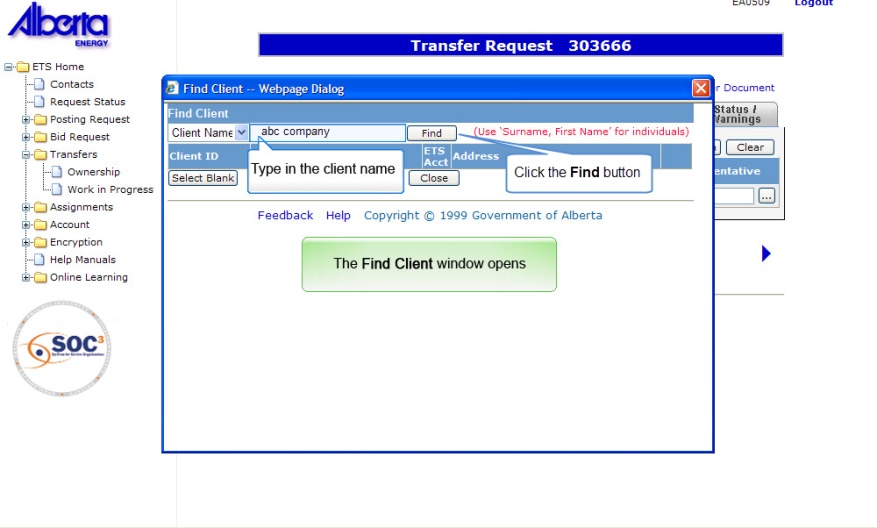 EA0509 Logout
Alberta
ENERGY
Transfer Request 303666
ETS Home
Contacts
Request Status
Posting Request
Bid Request
Transfers
Ownership
Work in Progress
Assignments
Account
Encryption
Help Manuals
Online Learning
SOC3
Find Client -- Webpage Dialog
Find Client
Client Name abc company Find (Use 'Surname, First Name' for individuals)
Client ID ETS Acct Address
Select Blank Close
Type in the client name
Click the Find button
Feedback Help Copyright © 1999 Government of Alberta
The Find Client window opens
r Document
Status /
Clear
entative
...